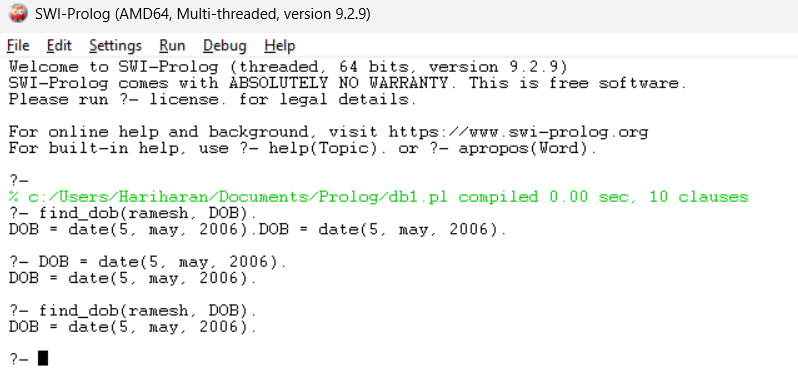 SWI-Prolog (AMD64, Multi-threaded, version 9.2.9)
File Edit Settings Run Debug Help
Welcome to SWI-Prolog (threaded, 64 bits, version 9.2.9)
SWI-Prolog comes with ABSOLUTELY NO WARRANTY. This is free software.
Please run ?- license. for legal details.
For online help and background, visit https://www.swi-prolog.org
For built-in help, use ?- help(Topic). or ?- apropos(Word).
?-
% c:/Users/Hariharan/Documents/Prolog/db1.pl compiled 0.00 sec, 10 clauses
?- find_dob(ramesh, DOB).
DOB = date(5, may, 2006).DOB = date(5, may, 2006).
?- DOB = date(5, may, 2006).
DOB = date(5, may, 2006).
?- find_dob(ramesh, DOB).
DOB = date(5, may, 2006).
?-